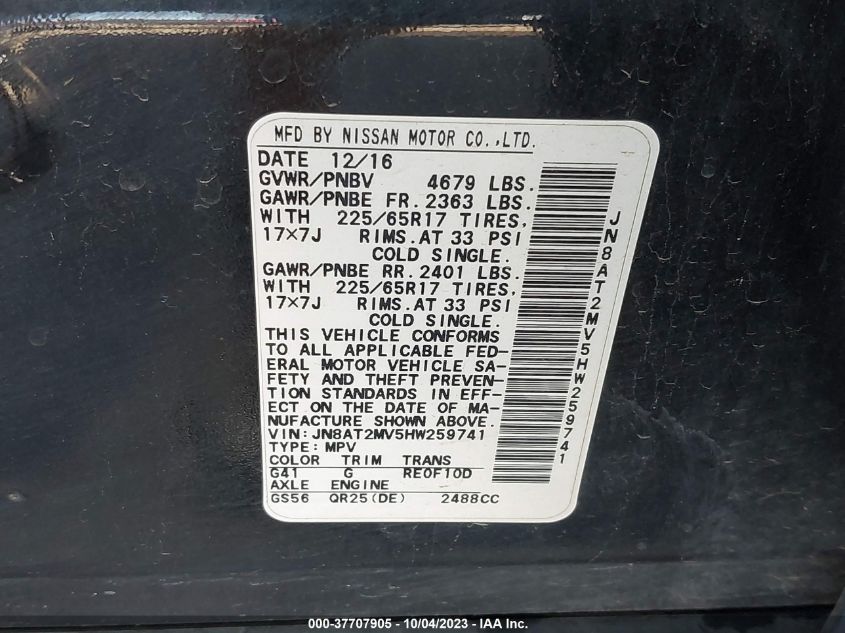 MFD BY NISSAN MOTOR CO.,LTD.
DATE 12/16
GVWR/PNBV 4679 LBS.
GAWR/PNBE FR. 2363 LBS.
WITH 225/65R17 TIRES,
17×7J RIMS. AT 33 PSI
COLD SINGLE.
GAWR/PNBE RR. 2401 LBS.
WITH 225/65R17 TIRES,
17×7J RIMS. AT 33 PSI
COLD SINGLE.
THIS VEHICLE CONFORMS
TO ALL APPLICABLE FED-
ERAL MOTOR VEHICLE SA-
FETY AND THEFT PREVEN-
TION STANDARDS IN EFF-
ECT ON THE DATE OF MA-
NUFACTURE SHOWN ABOVE.
VIN:JN8AT2MV5HW259741
TYPE:MPV
COLOR TRIM TRANS
G41 G RE0F10D
AXLE ENGINE
GS56 QR25(DE) 2488CC
JN8AT2MV5HW259741
000-37707905 - 10/04/2023 - IAA Inc.